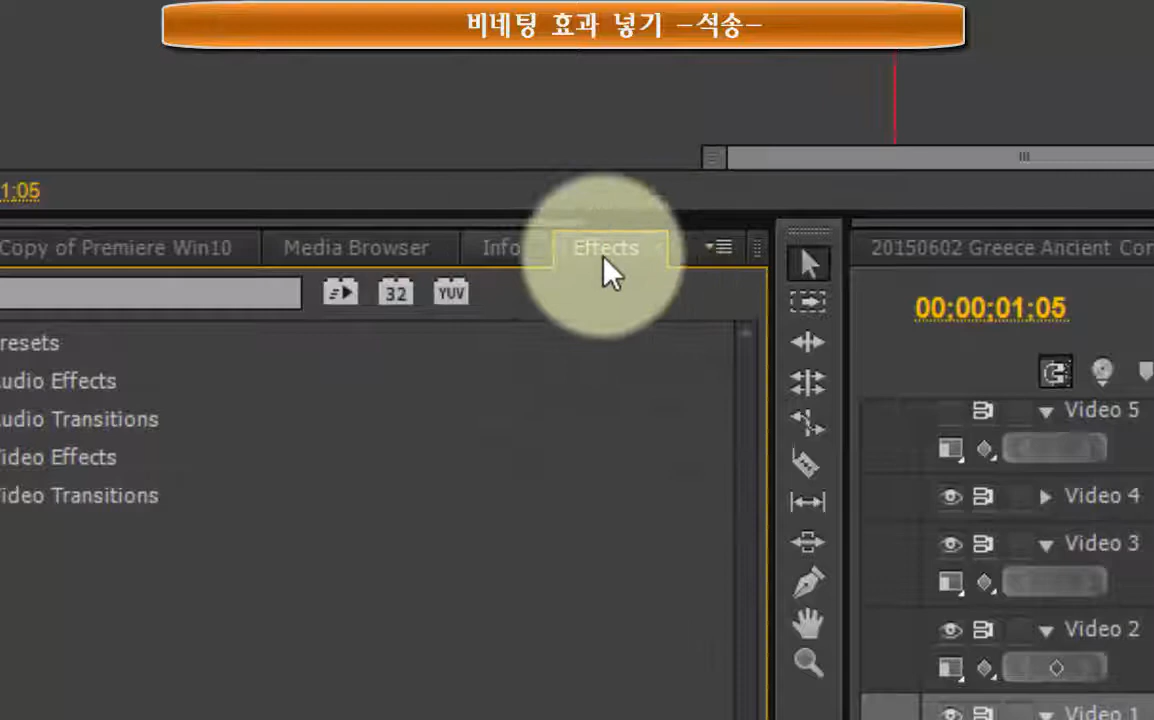 비네팅 효과 넣기 -석송-
1;05
Copy of Premiere Win10
Media Browser
Info
Effects
20150602 Greece Ancient Cor
32
YUV
00;00;01;05
resets
udio Effects
udio Transitions
ideo Effects
ideo Transitions
Video 5
Video 4
Video 3
Video 2
Video 1